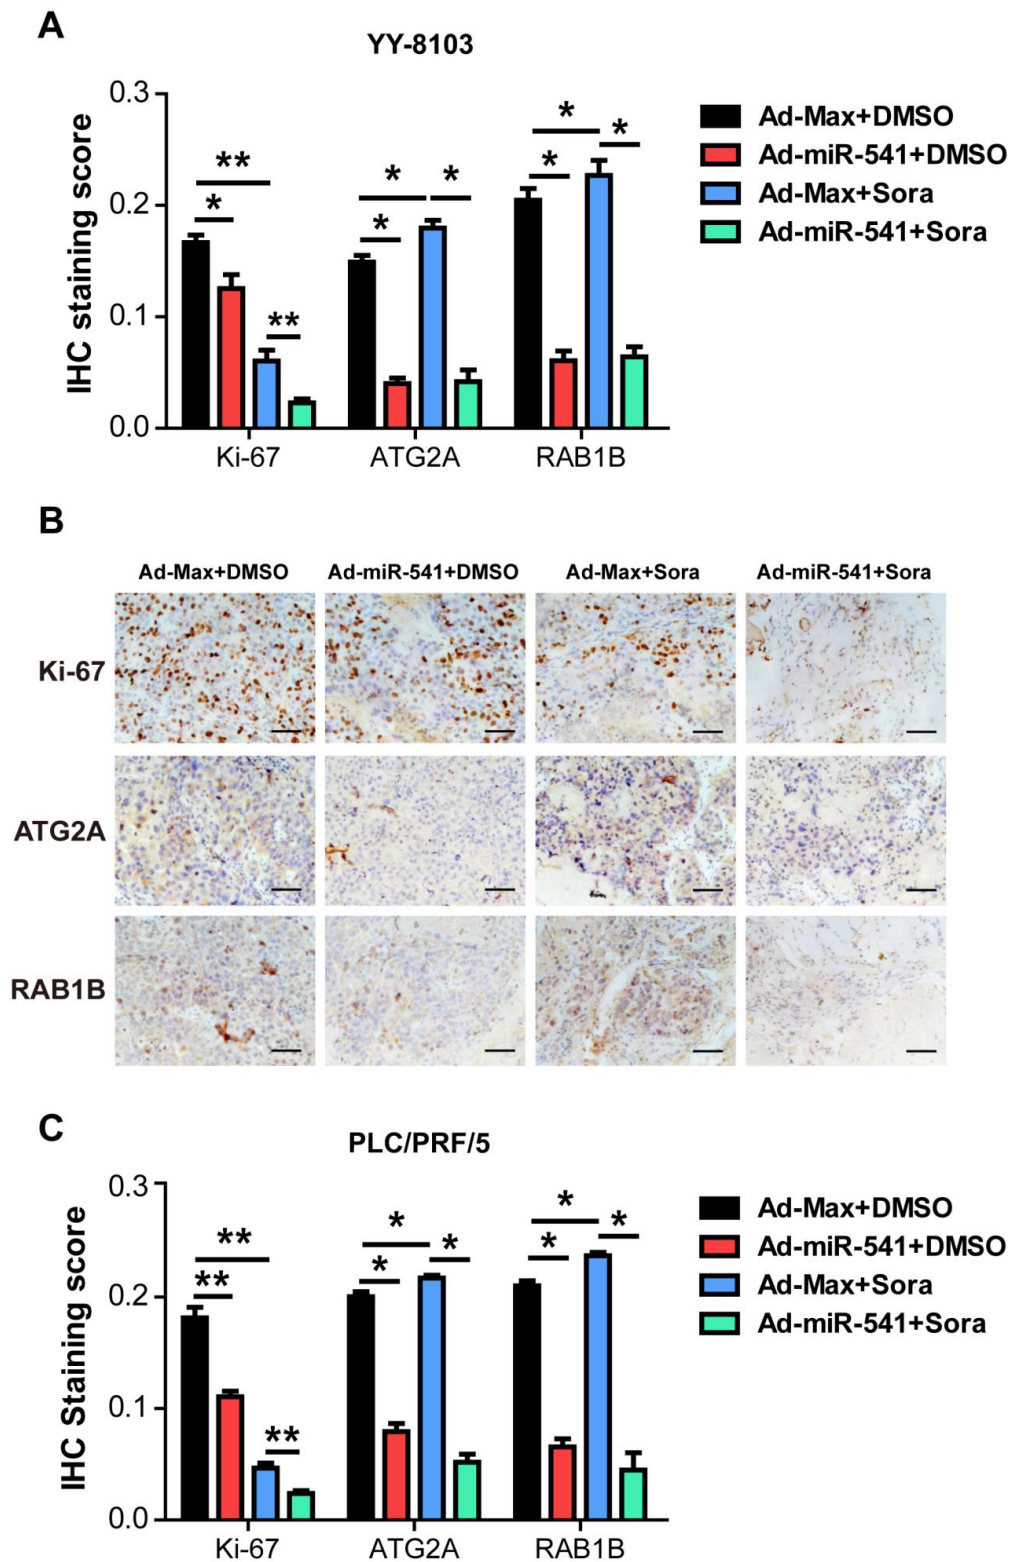 A
YY-8103
IHC staining score
0.3
0.2
0.1
0.0
** * **
* * *
* * *
Ki-67 ATG2A RAB1B
Ad-Max+DMSO
Ad-miR-541+DMSO
Ad-Max+Sora
Ad-miR-541+Sora
B
Ad-Max+DMSO Ad-miR-541+DMSO Ad-Max+Sora Ad-miR-541+Sora
Ki-67
ATG2A
RAB1B
C
PLC/PRF/5
IHC Staining score
0.3
0.2
0.1
0.0
** ** **
* * *
* * *
Ki-67 ATG2A RAB1B
Ad-Max+DMSO
Ad-miR-541+DMSO
Ad-Max+Sora
Ad-miR-541+Sora